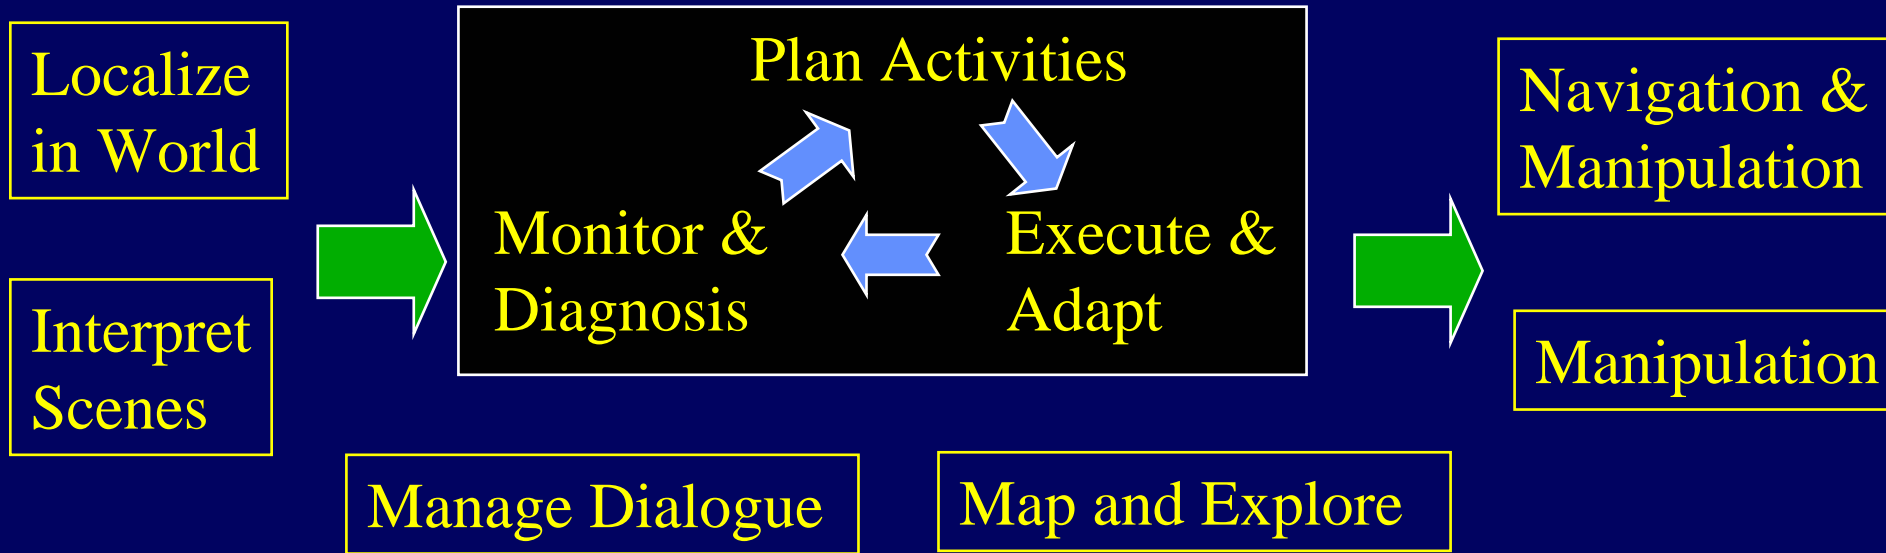 Localize
in World
Interpret
Scenes
Plan Activities
Monitor &
Diagnosis
Execute &
Adapt
Navigation &
Manipulation
Manipulation
Manage Dialogue
Map and Explore